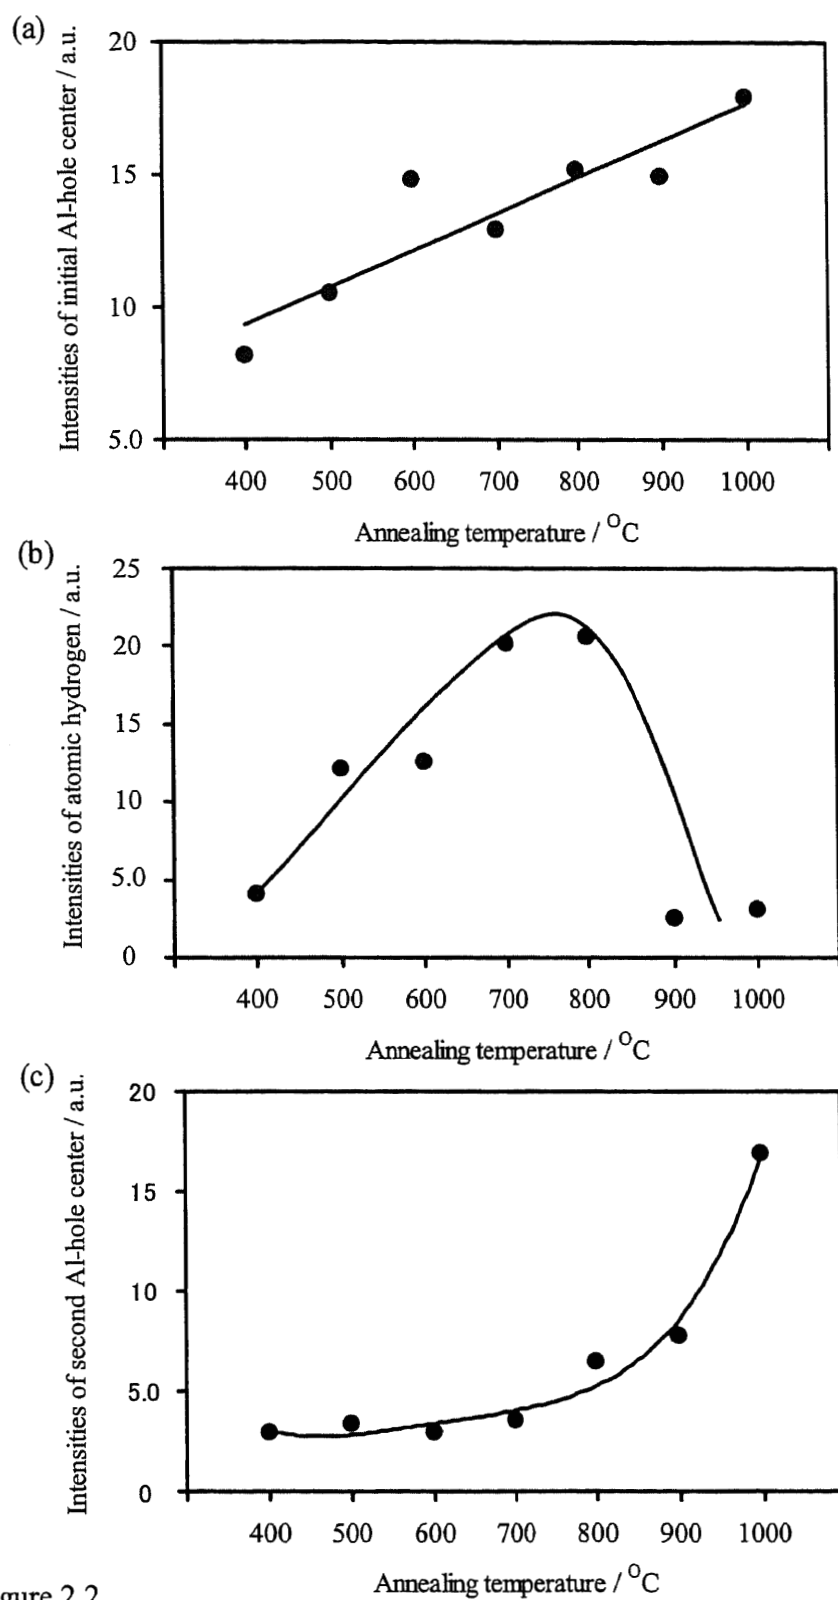 (a)
Intensities of initial Al-hole center / a.u.
20
15
10
5.0
400 500 600 700 800 900 1000
Annealing temperature / °C
(b)
Intensities of atomic hydrogen / a.u.
25
20
15
10
5.0
0
400 500 600 700 800 900 1000
Annealing temperature / °C
(c)
Intensities of second Al-hole center / a.u.
20
15
10
5.0
0
400 500 600 700 800 900 1000
Annealing temperature / °C
gure 2.2